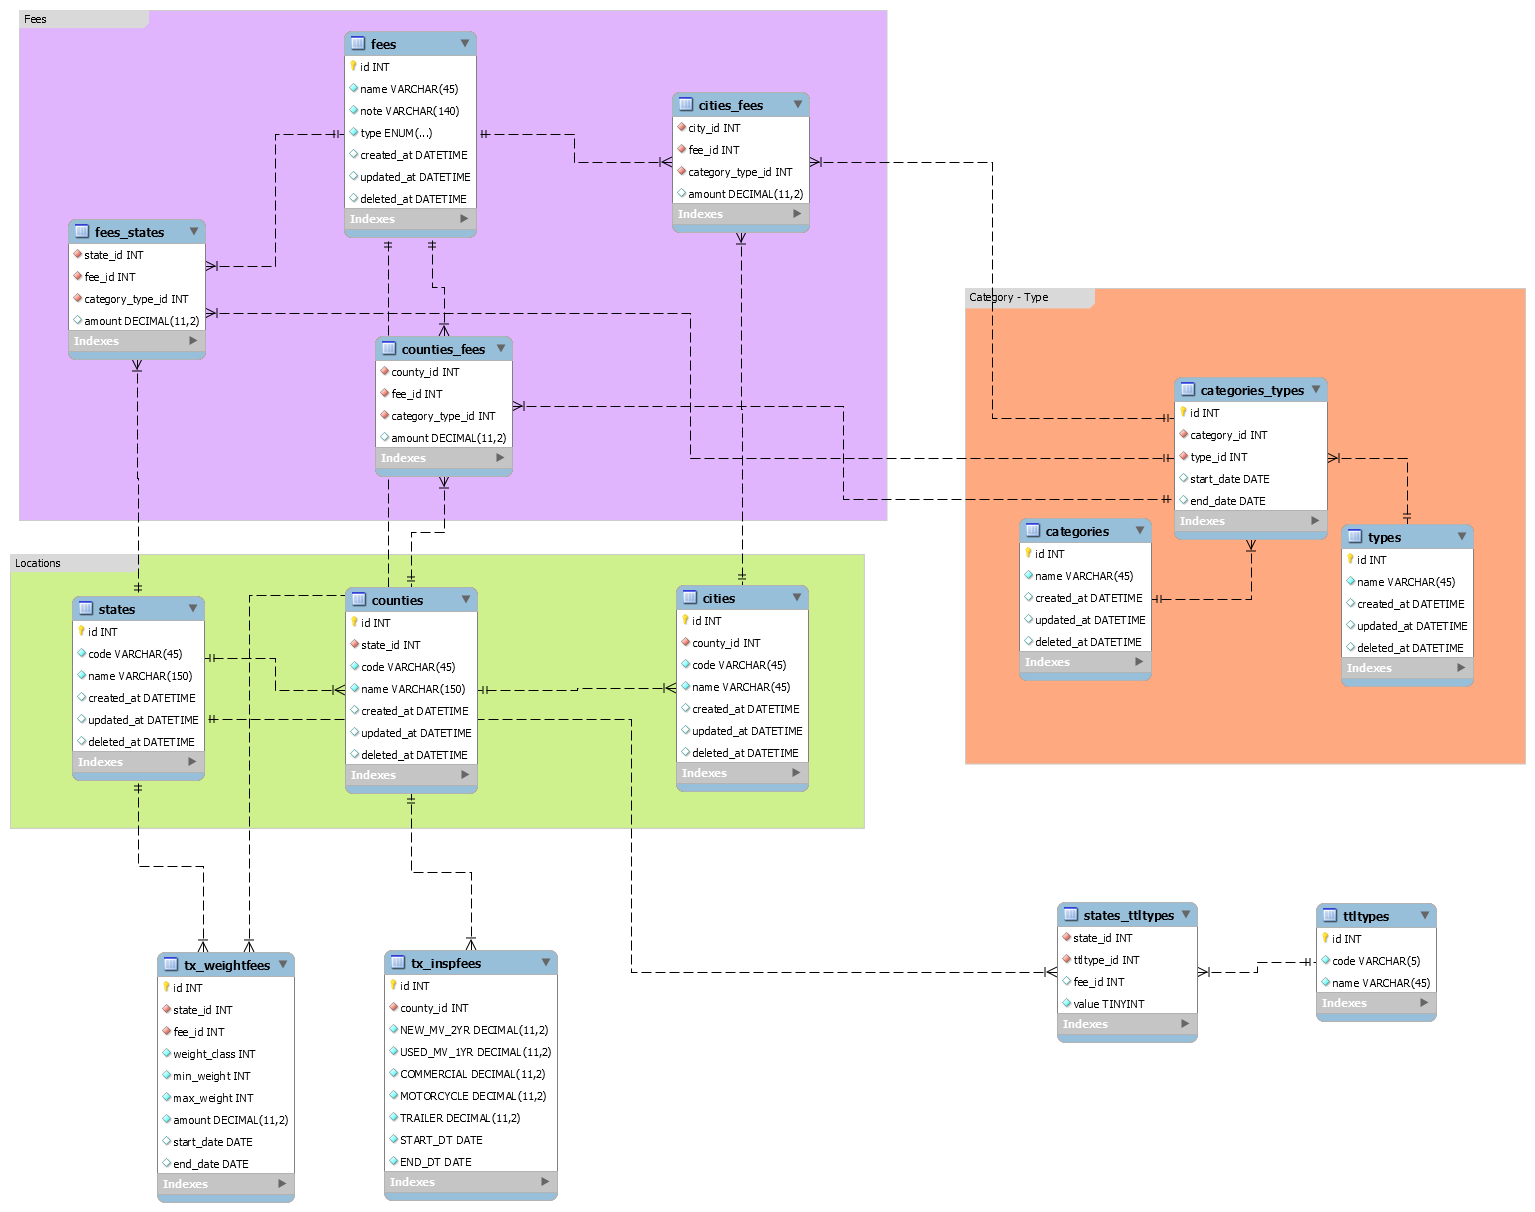 Fees
fees
id INT
name VARCHAR(45)
note VARCHAR(140)
type ENUM(...)
created_at DATETIME
updated_at DATETIME
deleted_at DATETIME
Indexes
cities_fees
city_id INT
fee_id INT
category_type_id INT
amount DECIMAL(11,2)
Indexes
fees_states
state_id INT
fee_id INT
category_type_id INT
amount DECIMAL(11,2)
Indexes
counties_fees
county_id INT
fee_id INT
category_type_id INT
amount DECIMAL(11,2)
Indexes
Category - Type
categories_types
id INT
category_id INT
type_id INT
start_date DATE
end_date DATE
Indexes
categories
id INT
name VARCHAR(45)
created_at DATETIME
updated_at DATETIME
deleted_at DATETIME
Indexes
types
id INT
name VARCHAR(45)
created_at DATETIME
updated_at DATETIME
deleted_at DATETIME
Indexes
Locations
states
id INT
code VARCHAR(45)
name VARCHAR(150)
created_at DATETIME
updated_at DATETIME
deleted_at DATETIME
Indexes
counties
id INT
state_id INT
code VARCHAR(45)
name VARCHAR(150)
created_at DATETIME
updated_at DATETIME
deleted_at DATETIME
Indexes
cities
id INT
county_id INT
code VARCHAR(45)
name VARCHAR(45)
created_at DATETIME
updated_at DATETIME
deleted_at DATETIME
Indexes
tx_weightfees
id INT
state_id INT
fee_id INT
weight_class INT
min_weight INT
max_weight INT
amount DECIMAL(11,2)
start_date DATE
end_date DATE
Indexes
tx_inspfees
id INT
county_id INT
NEW_MV_2YR DECIMAL(11,2)
USED_MV_1YR DECIMAL(11,2)
COMMERCIAL DECIMAL(11,2)
MOTORCYCLE DECIMAL(11,2)
TRAILER DECIMAL(11,2)
START_DT DATE
END_DT DATE
Indexes
states_ttltypes
state_id INT
ttltype_id INT
fee_id INT
value TINYINT
Indexes
ttltypes
id INT
code VARCHAR(5)
name VARCHAR(45)
Indexes